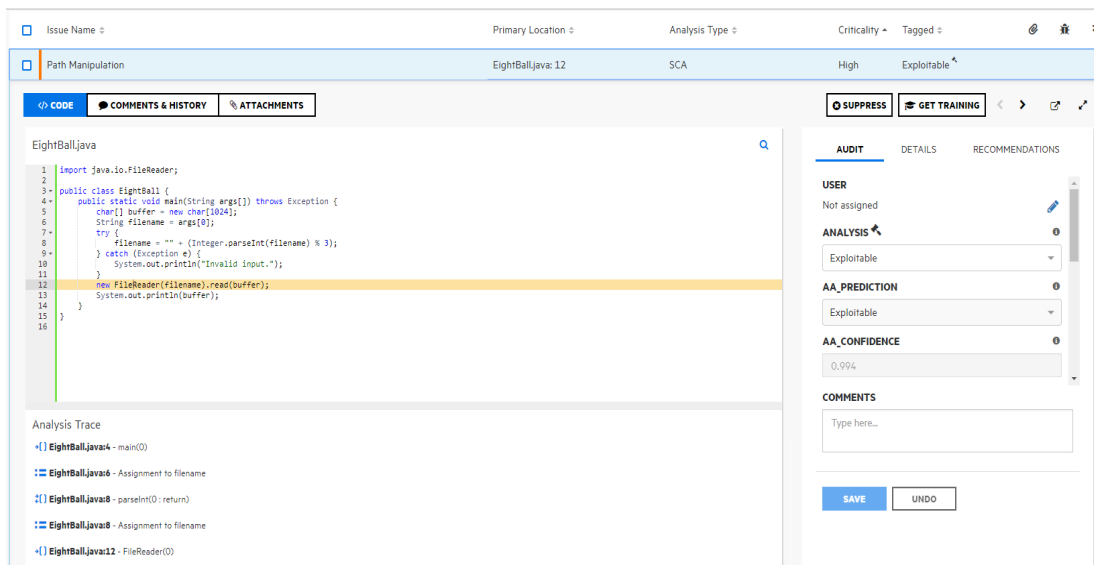 Issue Name Primary Location Analysis Type Criticality Tagged
Path Manipulation EightBall.java: 12 SCA High Exploitable
</> CODE COMMENTS & HISTORY ATTACHMENTS SUPPRESS GET TRAINING
EightBall.java
1 import java.io.FileReader;
2
3 public class EightBall {
4 public static void main(String args[]) throws Exception {
5 char[] buffer = new char[1024];
6 String filename = args[0];
7 try {
8 filename = "" + (Integer.parseInt(filename) % 3);
9 } catch (Exception e) {
10 System.out.println("Invalid input.");
11 }
12 new FileReader(filename).read(buffer);
13 System.out.println(buffer);
14 }
15 }
16
Analysis Trace
EightBall.java:4 - main(0)
EightBall.java:6 - Assignment to filename
EightBall.java:8 - parseInt(0 : return)
EightBall.java:8 - Assignment to filename
EightBall.java:12 - FileReader(0)
AUDIT DETAILS RECOMMENDATIONS
USER
Not assigned
ANALYSIS
Exploitable
AA_PREDICTION
Exploitable
AA_CONFIDENCE
0.994
COMMENTS
Type here...
SAVE UNDO